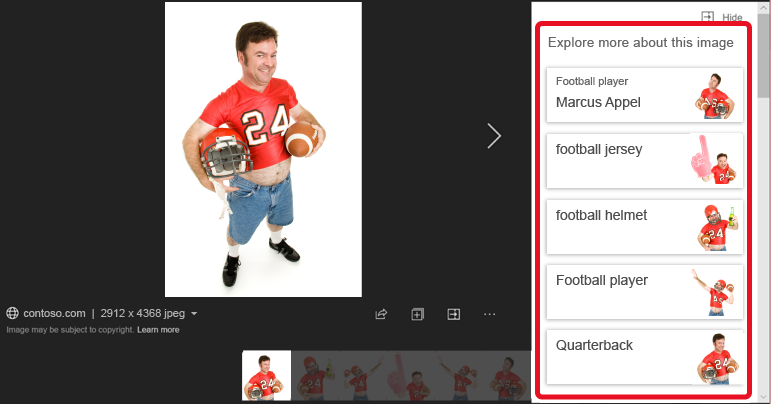 Hide
Explore more about this image
Football player
Marcus Appel
football jersey
football helmet
Football player
Quarterback
24
contoso.com | 2912 x 4368 jpeg
Image may be subject to copyright. Learn more